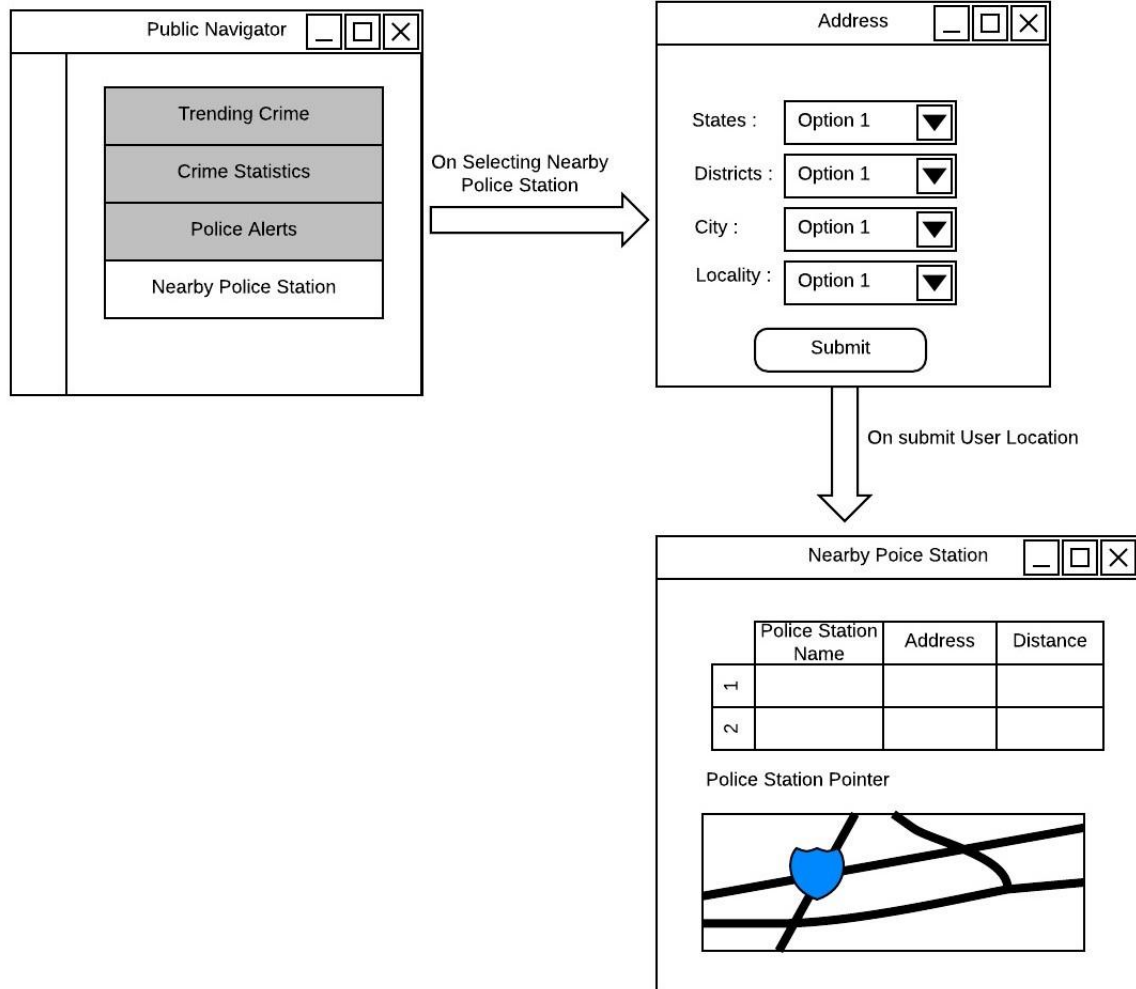 Public Navigator
Trending Crime
Crime Statistics
Police Alerts
Nearby Police Station
On Selecting Nearby
Police Station
Address
States :
Option 1
Districts :
Option 1
City :
Option 1
Locality :
Option 1
Submit
On submit User Location
Nearby Poice Station
Police Station
Name
Address
Distance
1
2
Police Station Pointer